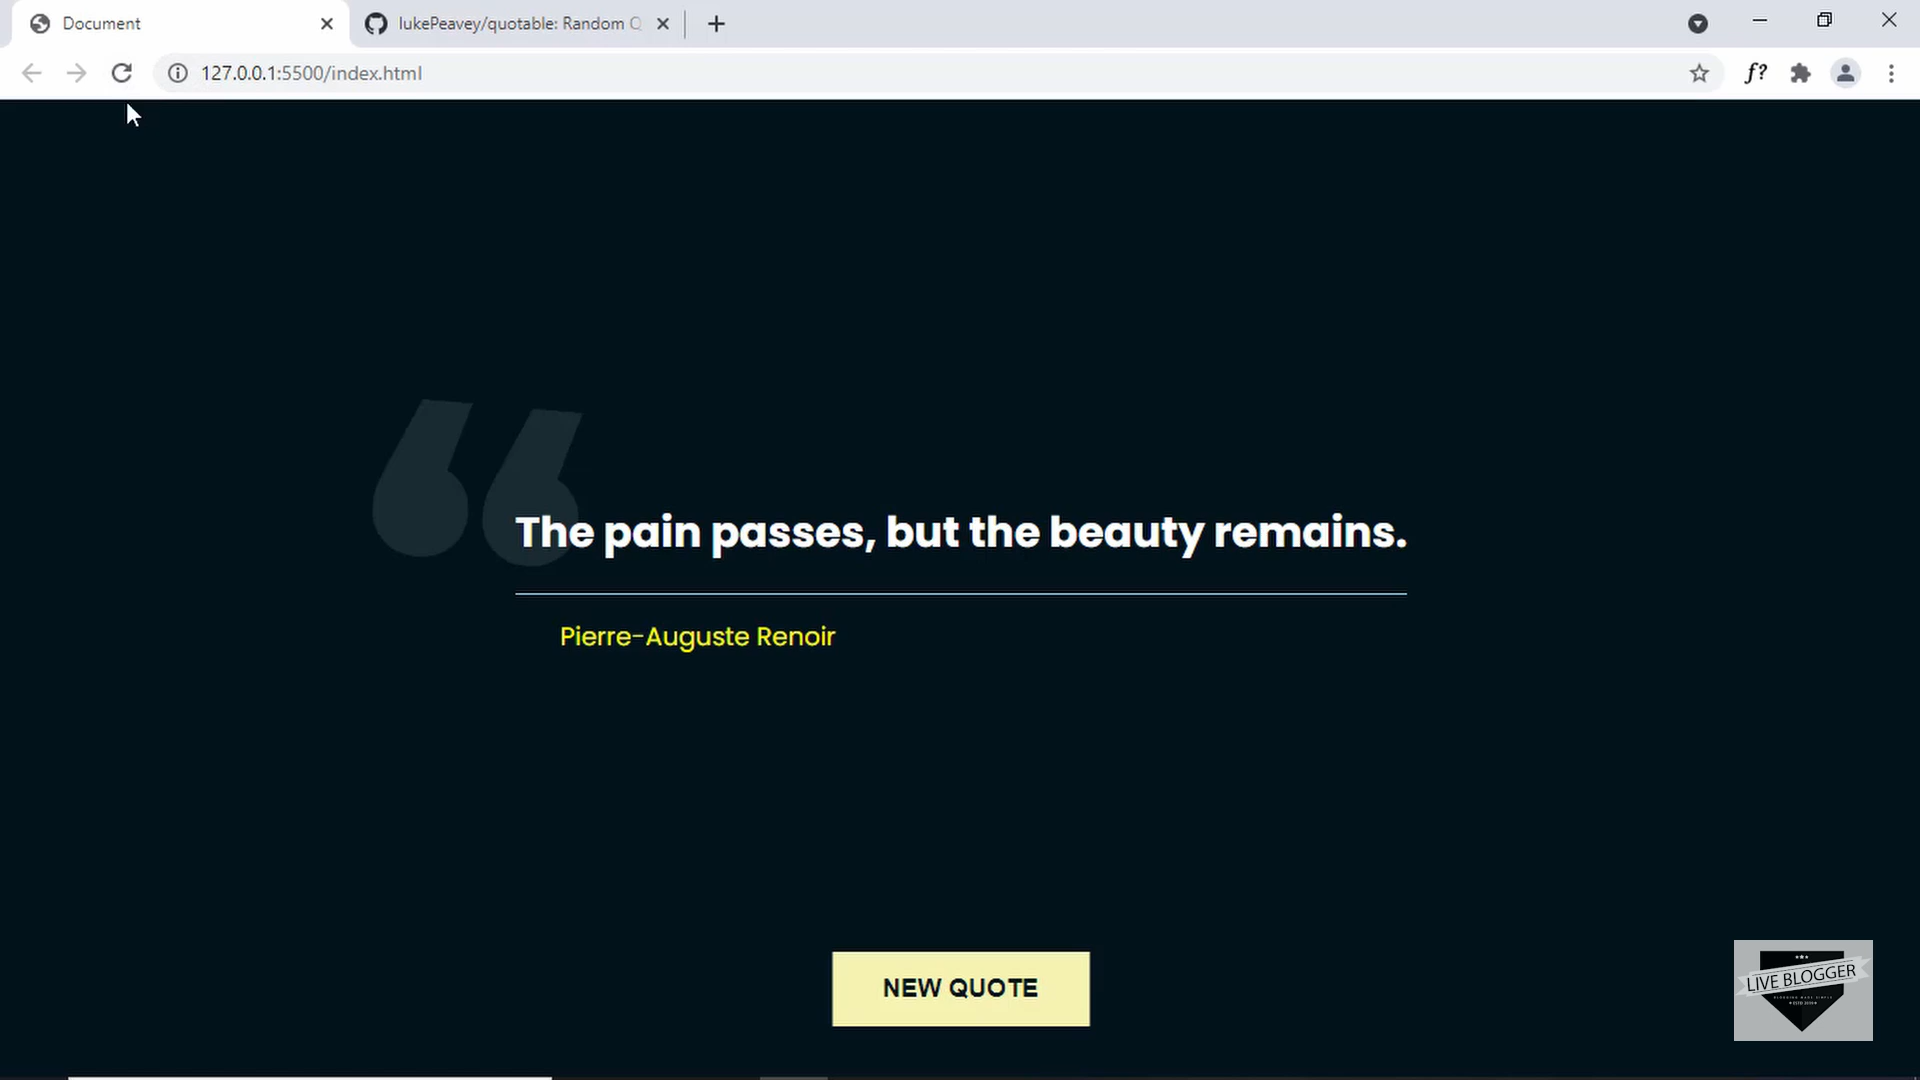 Document
lukePeavey/quotable: Random Q
127.0.0.1:5500/index.html
f?
“
The pain passes, but the beauty remains.
Pierre-Auguste Renoir
NEW QUOTE
LIVE BLOGGER